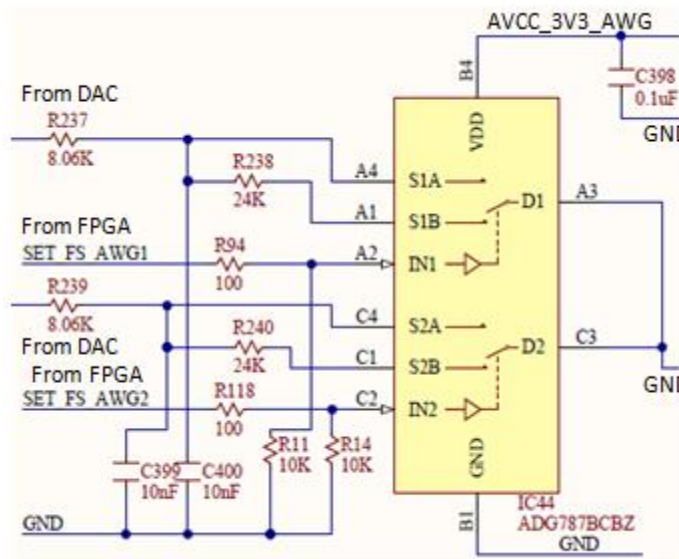 AVCC_3V3_AWG
B4
C398
0.1uF
GND
From DAC
R237
8.06K
R238
24K
VDD
A4
S1A
A1
S1B
D1
A3
From FPGA
SET_FS_AWG1
R94
100
A2
IN1
R239
8.06K
C4
S2A
From DAC
R240
24K
C1
S2B
D2
C3
From FPGA
SET_FS_AWG2
R118
100
C2
IN2
GND
C399
10nF
C400
10nF
R11
10K
R14
10K
GND
GND
B1
IC44
ADG787BCBZ
GND